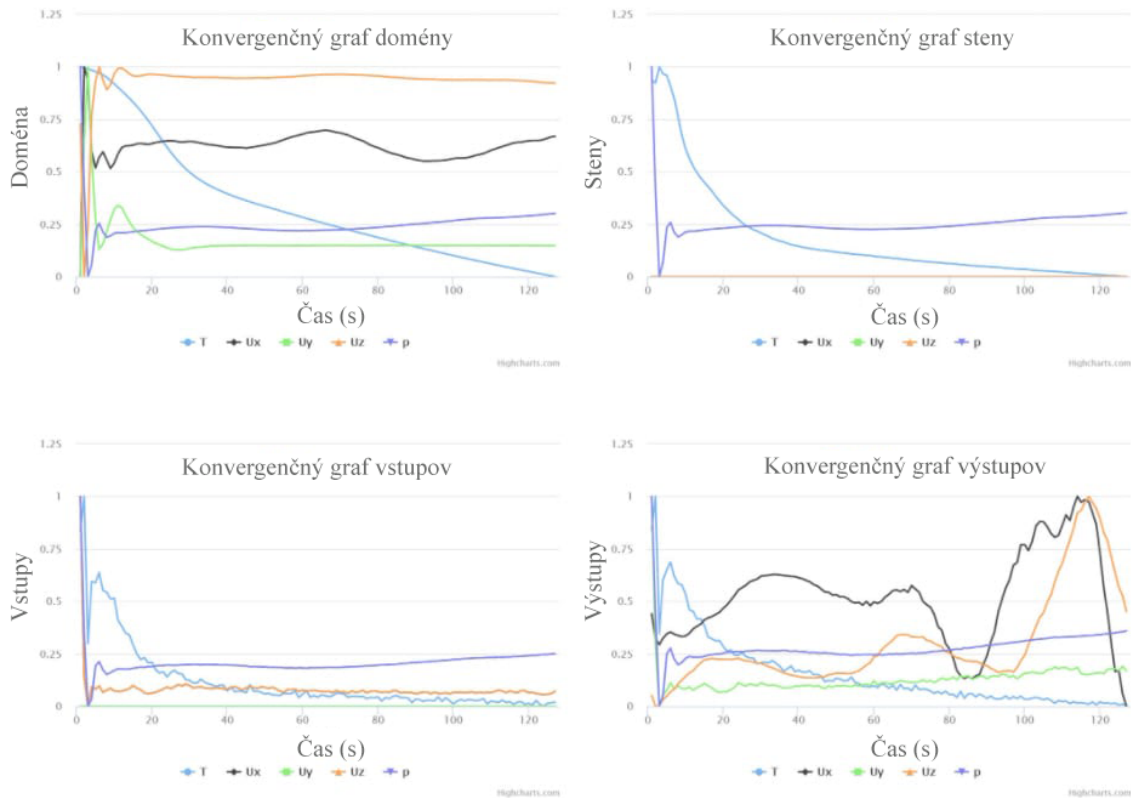 Konvergenčný graf domény
1.25
1
0.75
0.5
0.25
0
Doména
0 20 40 60 80 100 120
Čas (s)
T Ux Uy Uz p
Highcharts.com
Konvergenčný graf steny
1.25
1
0.75
0.5
0.25
0
Steny
0 20 40 60 80 100 120
Čas (s)
T Ux Uy Uz p
Highcharts.com
Konvergenčný graf vstupov
1.25
1
0.75
0.5
0.25
0
Vstupy
0 20 40 60 80 100 120
Čas (s)
T Ux Uy Uz p
Highcharts.com
Konvergenčný graf výstupov
1.25
1
0.75
0.5
0.25
0
Výstupy
0 20 40 60 80 100 120
Čas (s)
T Ux Uy Uz p
Highcharts.com